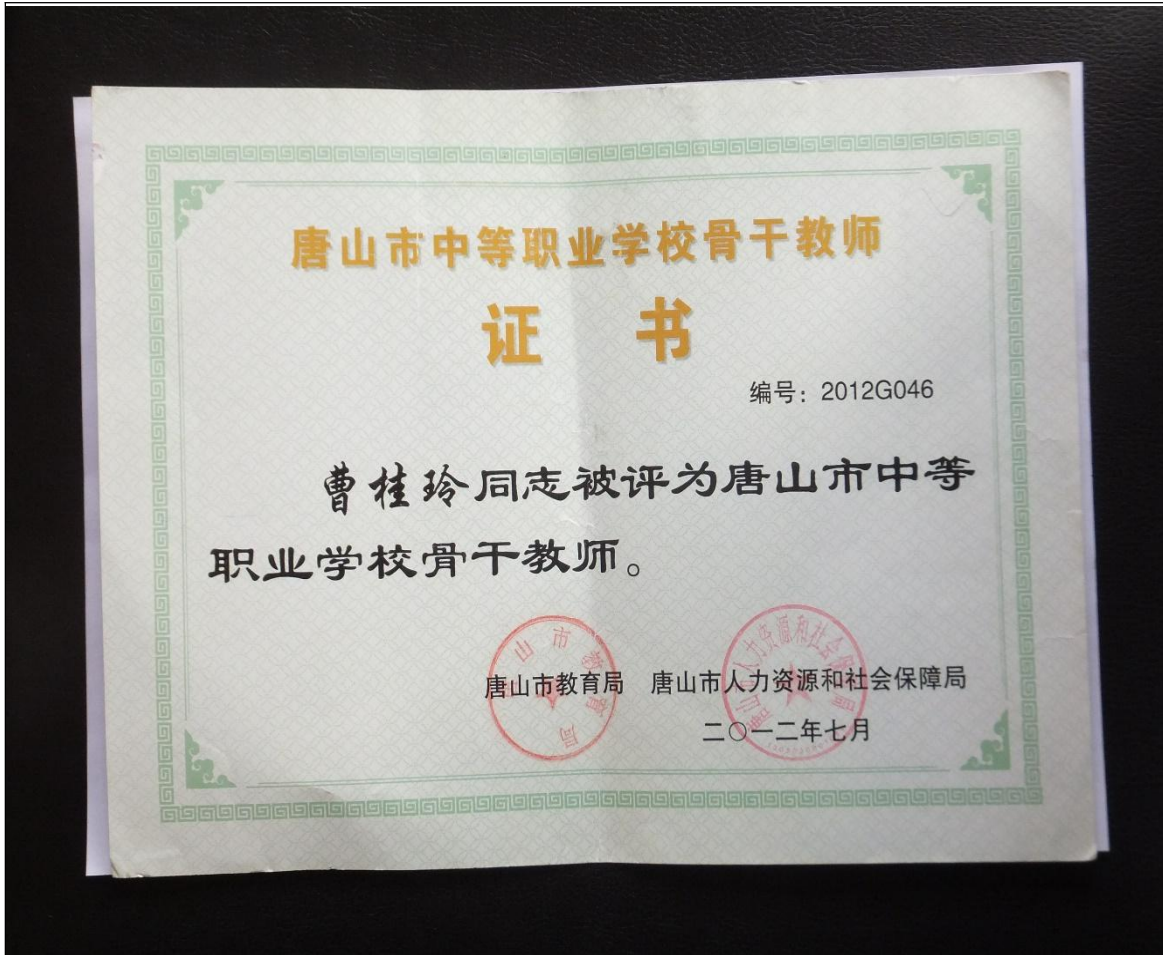 唐山市中等职业学校骨干教师
证 书
编号：2012G046
曹桂玲同志被评为唐山市中等
职业学校骨干教师。
唐山市教育局 唐山市人力资源和社会保障局
二〇一二年七月